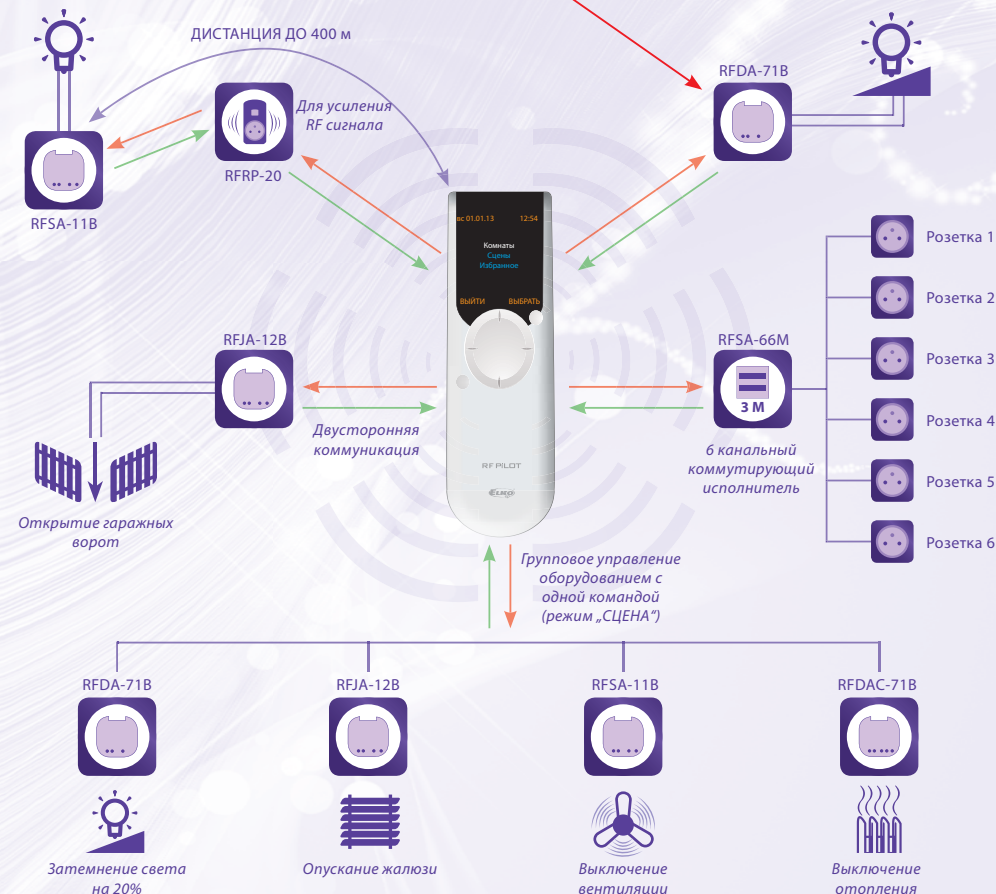 ДИСТАНЦИЯ ДО 400 м
RFDA-71B
Для усиления
RF сигнала
RFRP-20
RFSA-11B
вс 01.01.13 12:54
Комнаты
Сцены
Избранное
ВЫЙТИ ВЫБРАТЬ
Розетка 1
Розетка 2
Розетка 3
Розетка 4
Розетка 5
Розетка 6
RFJA-12B
RFSA-66M
3 M
Двусторонняя
коммуникация
6 канальный
коммутирующий
исполнитель
RF PILOT
ELKO
Открытие гаражных
ворот
Групповое управление
оборудованием с
одной командой
(режим „СЦЕНА“)
RFDA-71B
RFJA-12B
RFSA-11B
RFDAC-71B
Затемнение света
на 20%
Опускание жалюзи
Выключение
вентиляции
Выключение
отопления